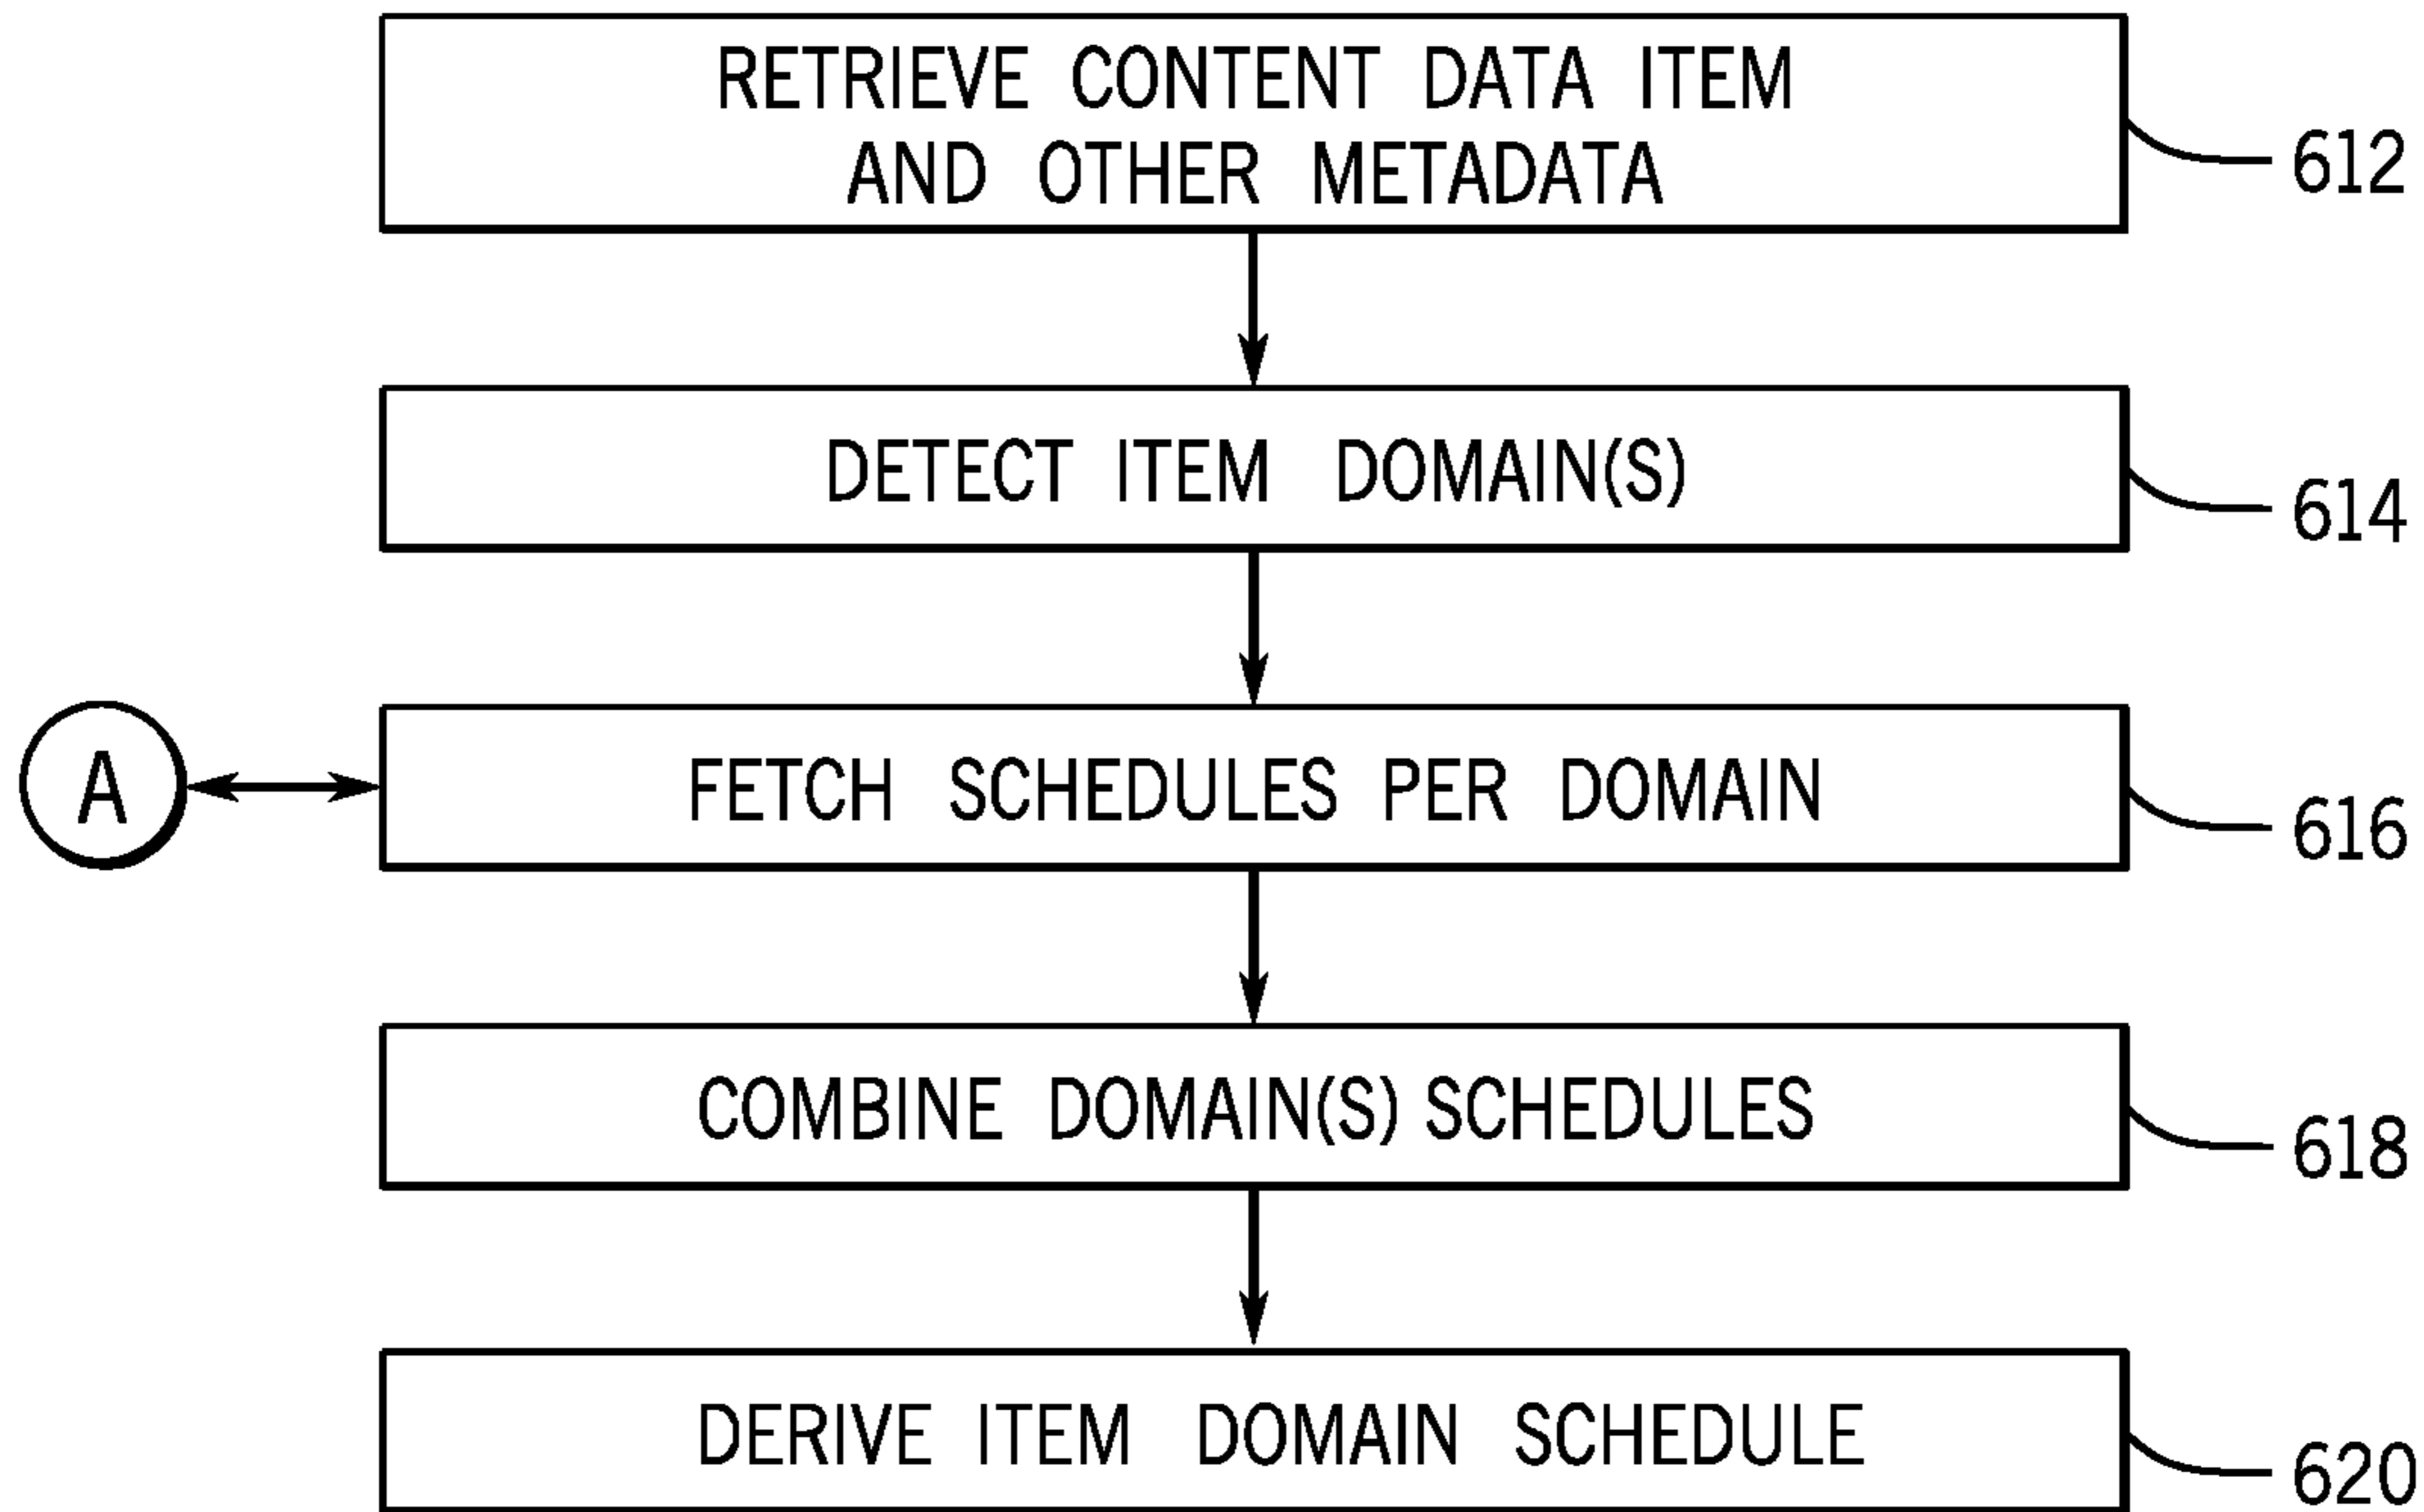 RETRIEVE CONTENT DATA ITEM
AND OTHER METADATA
612
DETECT ITEM DOMAIN(S)
614
A
FETCH SCHEDULES PER DOMAIN
616
COMBINE DOMAIN(S) SCHEDULES
618
DERIVE ITEM DOMAIN SCHEDULE
620